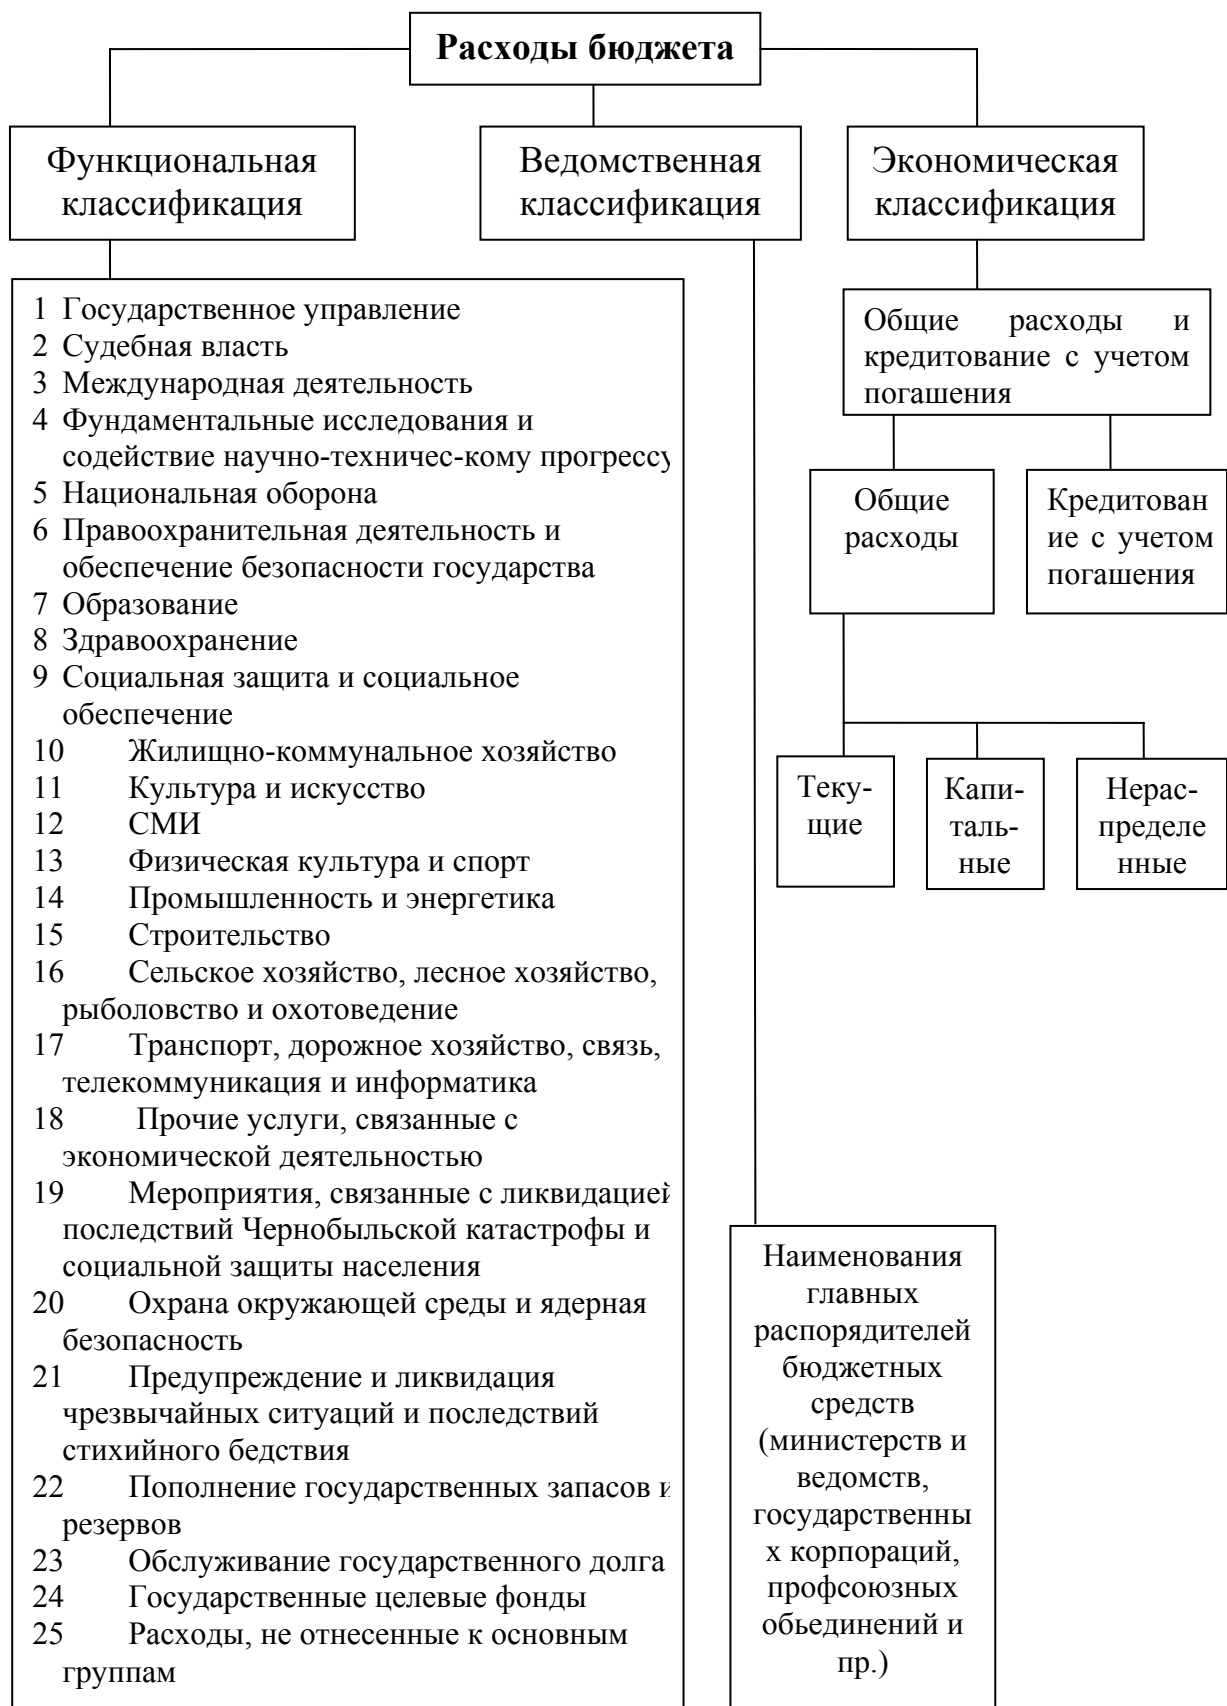 Расходы бюджета
Функциональная
классификация
Ведомственная
классификация
Экономическая
классификация
1 Государственное управление
2 Судебная власть
3 Международная деятельность
4 Фундаментальные исследования и
содействие научно-техничес-кому прогрессу
5 Национальная оборона
6 Правоохранительная деятельность и
обеспечение безопасности государства
7 Образование
8 Здравоохранение
9 Социальная защита и социальное
обеспечение
10 Жилищно-коммунальное хозяйство
11 Культура и искусство
12 СМИ
13 Физическая культура и спорт
14 Промышленность и энергетика
15 Строительство
16 Сельское хозяйство, лесное хозяйство,
рыболовство и охотоведение
17 Транспорт, дорожное хозяйство, связь,
телекоммуникация и информатика
18 Прочие услуги, связанные с
экономической деятельностью
19 Мероприятия, связанные с ликвидацией
последствий Чернобыльской катастрофы и
социальной защиты населения
20 Охрана окружающей среды и ядерная
безопасность
21 Предупреждение и ликвидация
чрезвычайных ситуаций и последствий
стихийного бедствия
22 Пополнение государственных запасов и
резервов
23 Обслуживание государственного долга
24 Государственные целевые фонды
25 Расходы, не отнесенные к основным
группам
Общие расходы и
кредитование с учетом
погашения
Общие
расходы
Кредитован
ие с учетом
погашения
Теку-
щие
Капи-
таль-
ные
Нерас-
пределе
нные
Наименования
главных
распорядителей
бюджетных
средств
(министерств и
ведомств,
государственны
х корпораций,
профсоюзных
обьединений и
пр.)